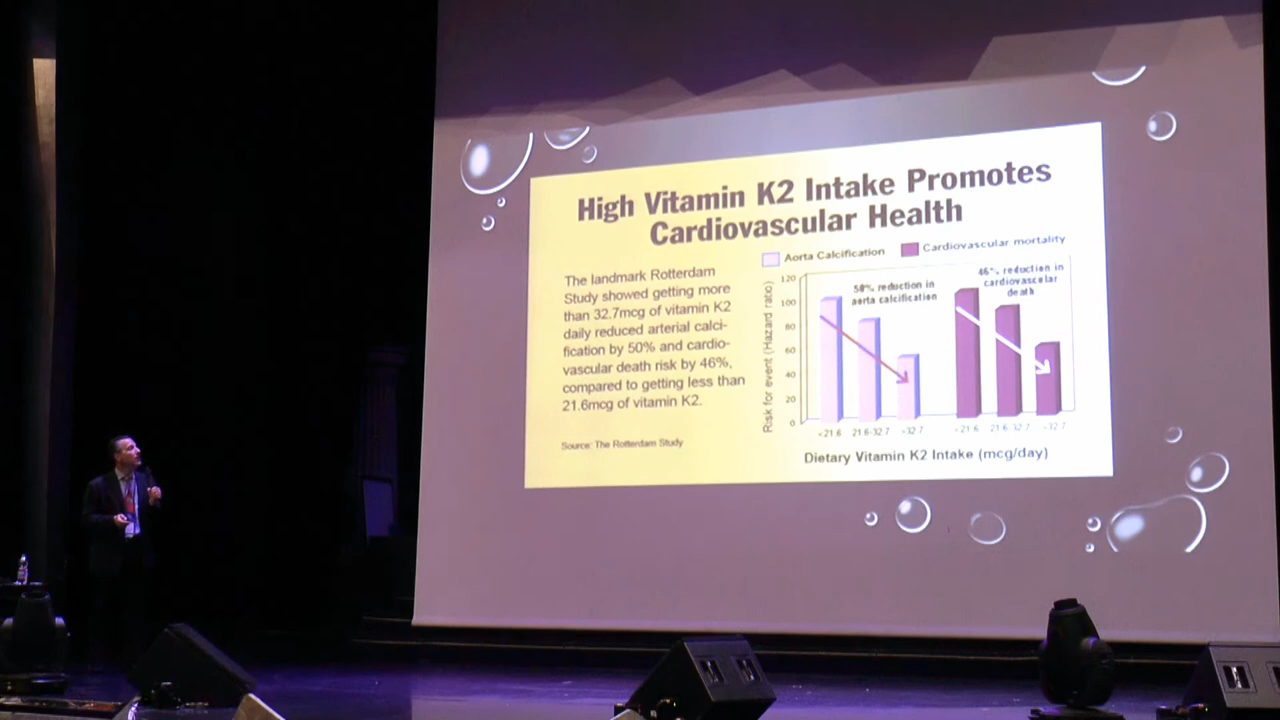 High Vitamin K2 Intake Promotes
Cardiovascular Health
The landmark Rotterdam
Study showed getting more
than 32.7mcg of vitamin K2
daily reduced arterial calci-
fication by 50% and cardio-
vascular death risk by 46%,
compared to getting less than
21.6mcg of vitamin K2.
Source: The Rotterdam Study
Aorta Calcification
Cardiovascular mortality
Risk for event (Hazard ratio)
120
100
80
60
40
20
0
50% reduction in
aorta calcification
46% reduction in
cardiovascular
death
<21.6 21.6-32.7 >32.7
<21.6 21.6-32.7 >32.7
Dietary Vitamin K2 Intake (mcg/day)